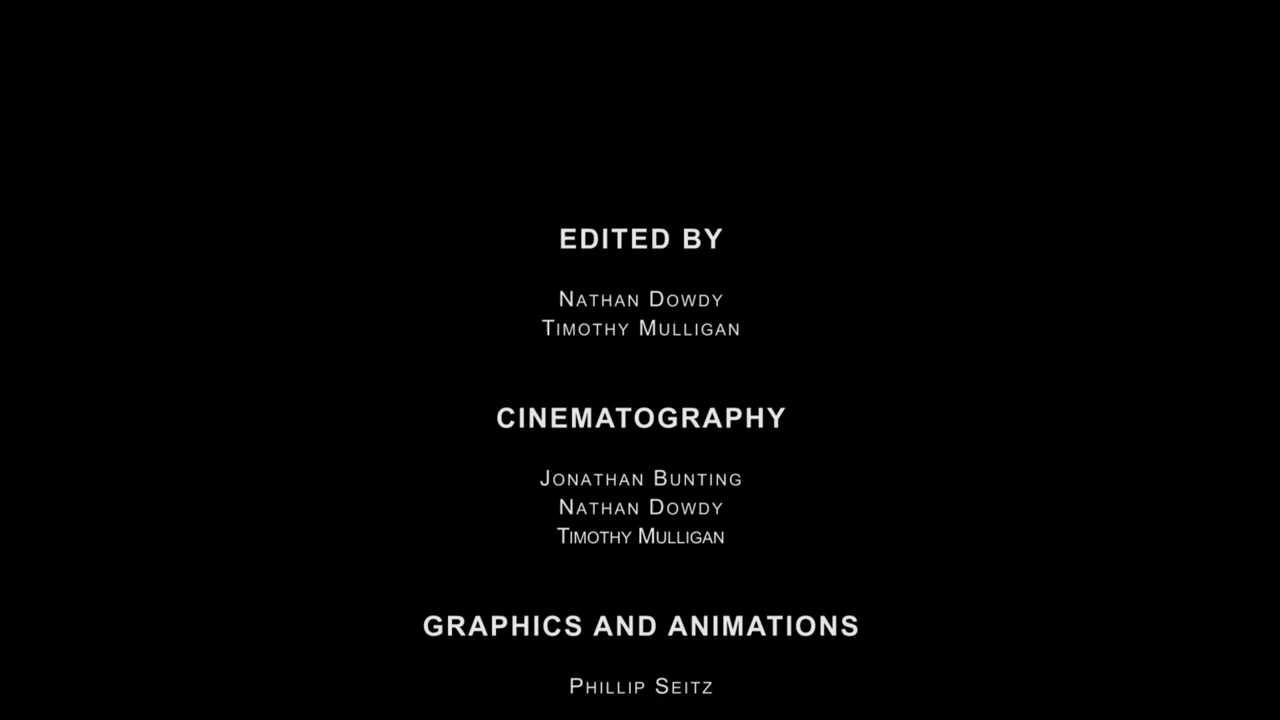 EDITED BY
NATHAN DOWDY
TIMOTHY MULLIGAN
CINEMATOGRAPHY
JONATHAN BUNTING
NATHAN DOWDY
TIMOTHY MULLIGAN
GRAPHICS AND ANIMATIONS
PHILLIP SEITZ